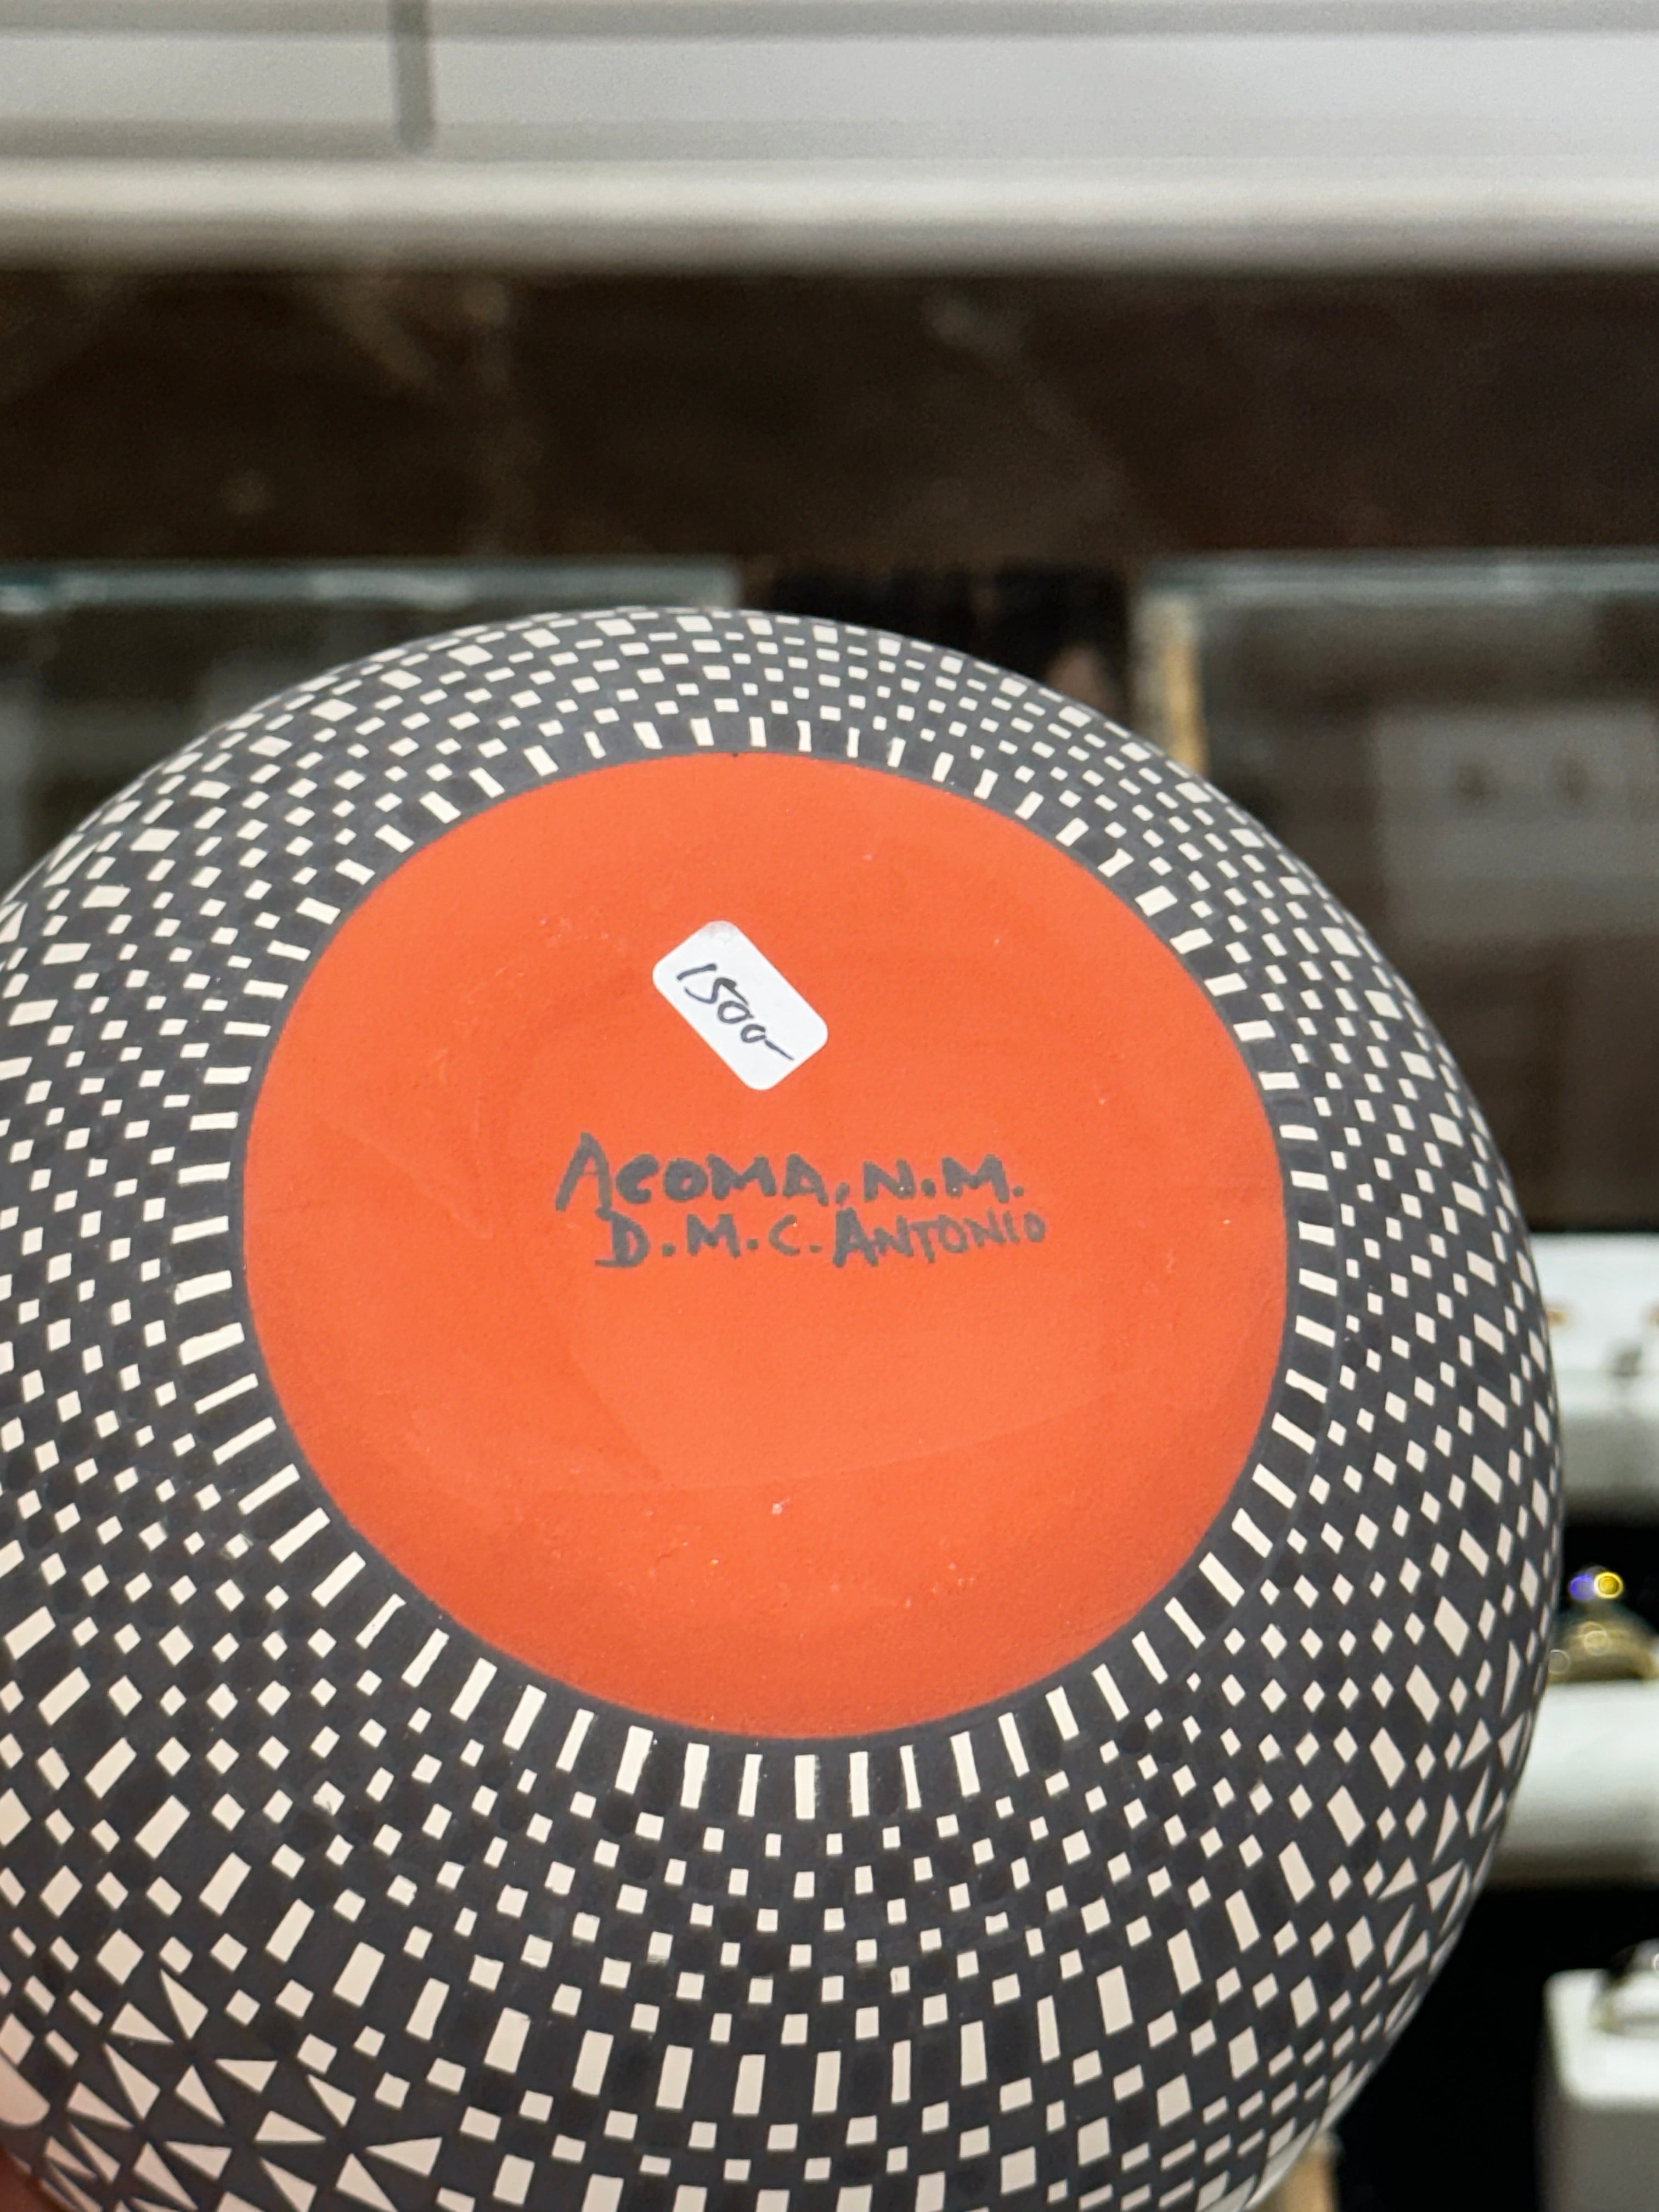 1500-
ACOMA, N.M.
D.M.C. ANTONIO